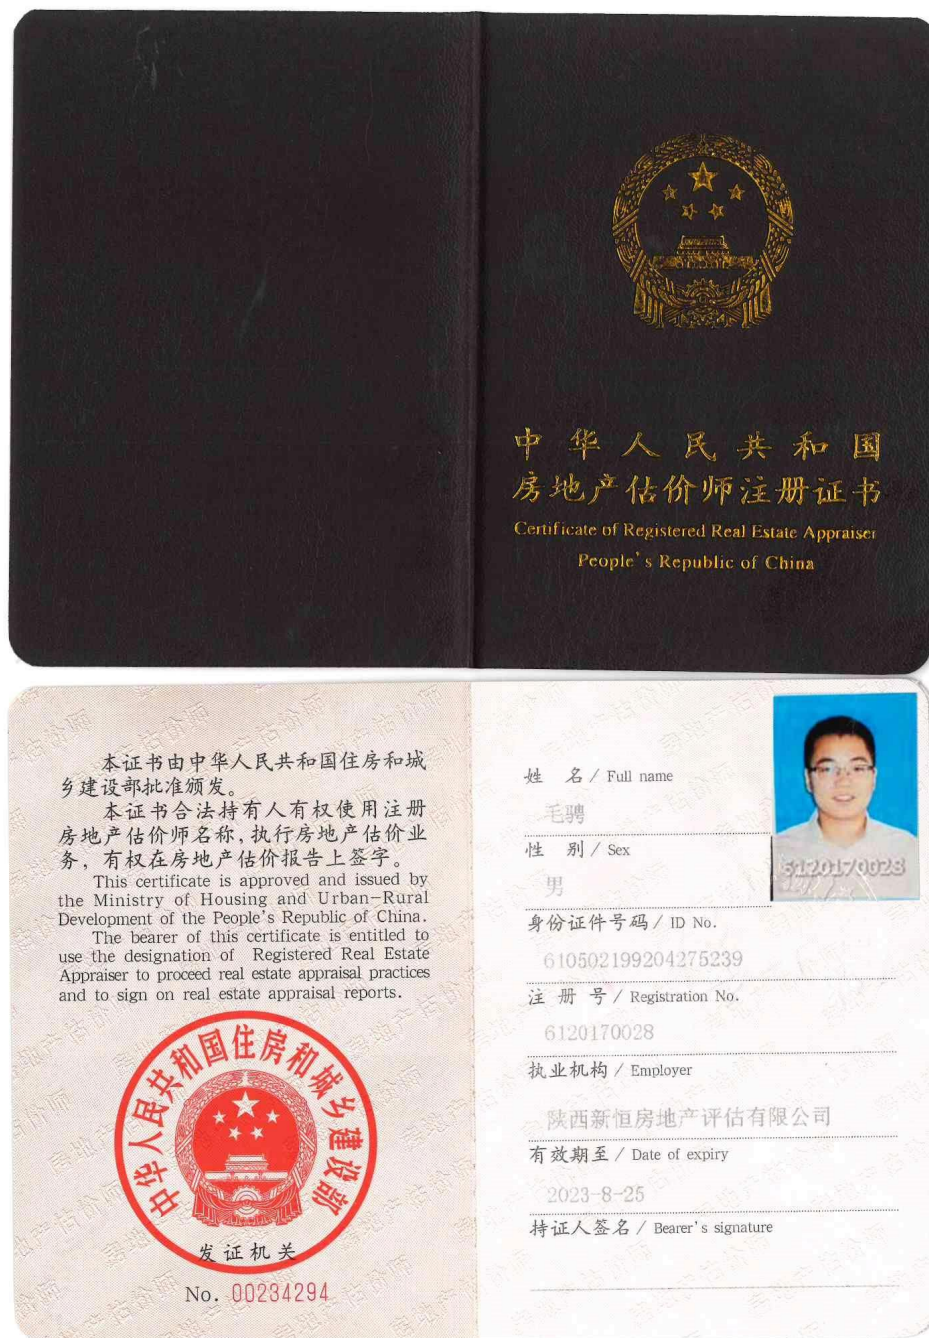 中华人民共和国
房地产估价师注册证书
Certificate of Registered Real Estate Appraiser
People's Republic of China
本证书由中华人民共和国住房和城
乡建设部批准颁发。
本证书合法持有人有权使用注册
房地产估价师名称，执行房地产估价业
务，有权在房地产估价报告上签字。
This certificate is approved and issued by
the Ministry of Housing and Urban-Rural
Development of the People's Republic of China.
The bearer of this certificate is entitled to
use the designation of Registered Real Estate
Appraiser to proceed real estate appraisal practices
and to sign on real estate appraisal reports.
中华人民共和国住房和城乡建设部
发证机关
No. 00234294
姓 名 / Full name
毛骋
6120170028
性 别 / Sex
男
身份证件号码 / ID No.
610502199204275239
注 册 号 / Registration No.
6120170028
执业机构 / Employer
陕西新恒房地产评估有限公司
有效期至 / Date of expiry
2023-8-25
持证人签名 / Bearer's signature